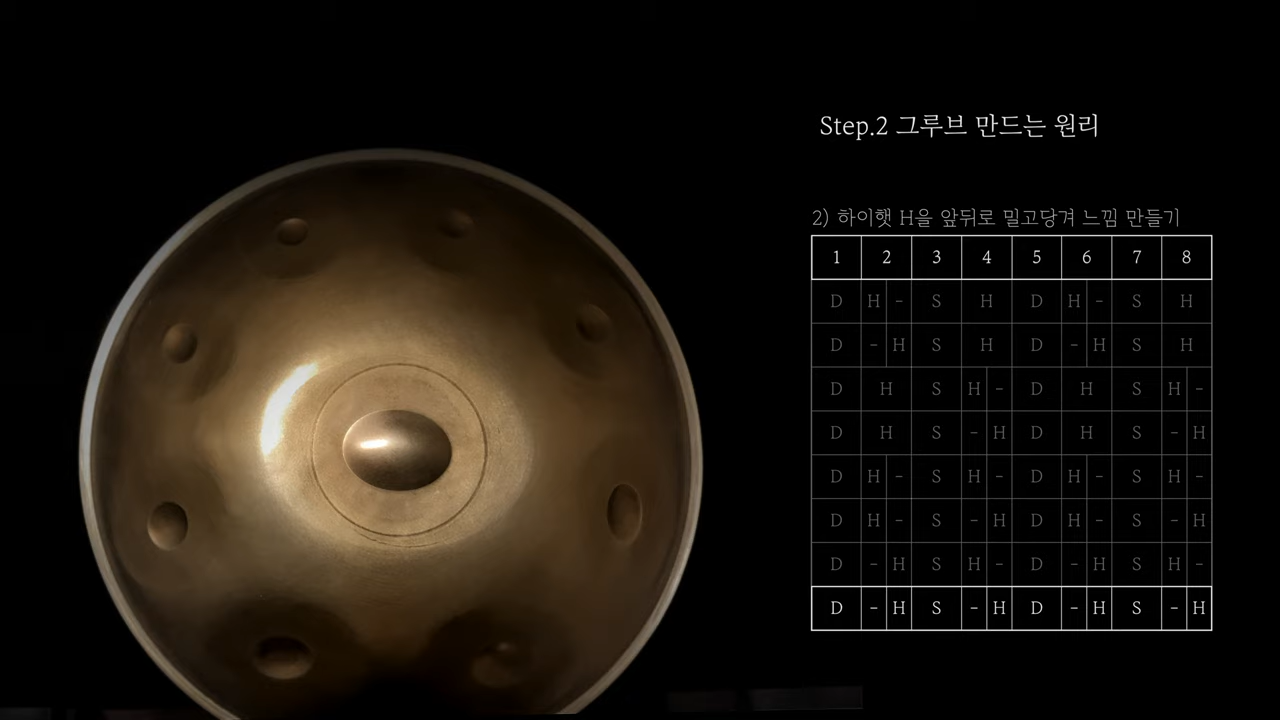 Step.2 그루브 만드는 원리
2) 하이햇 H을 앞뒤로 밀고당겨 느낌 만들기
1 2 3 4 5 6 7 8
D H - S H D H - S H
D - H S H D - H S H
D H S H - D H S H -
D H S - H D H S - H
D H - S H - D H - S H -
D H - S - H D H - S - H
D - H S H - D - H S H -
D - H S - H D - H S - H